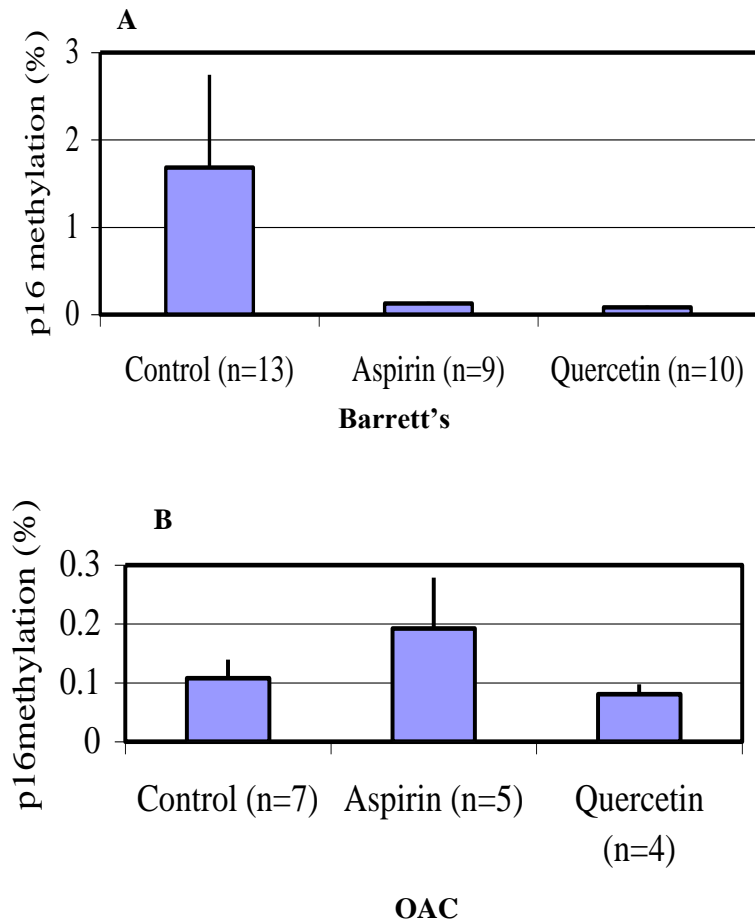 A
p16 methylation (%)
3
2
1
0
Control (n=13) Aspirin (n=9) Quercetin (n=10)
Barrett's
B
p16methylation (%)
0.3
0.2
0.1
0
Control (n=7) Aspirin (n=5) Quercetin
(n=4)
OAC